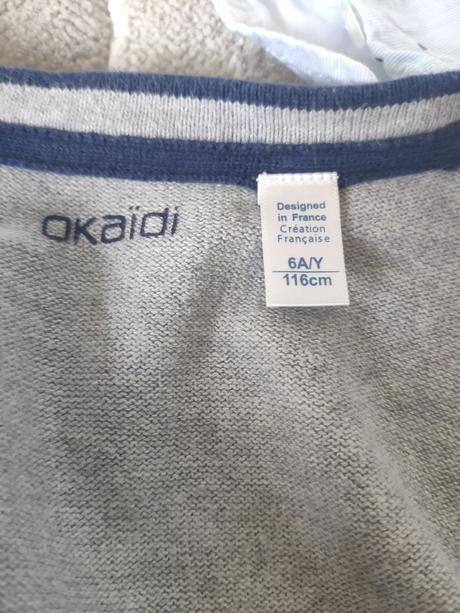 okaïdi
Designed
in France
Création
Française
6A/Y
116cm